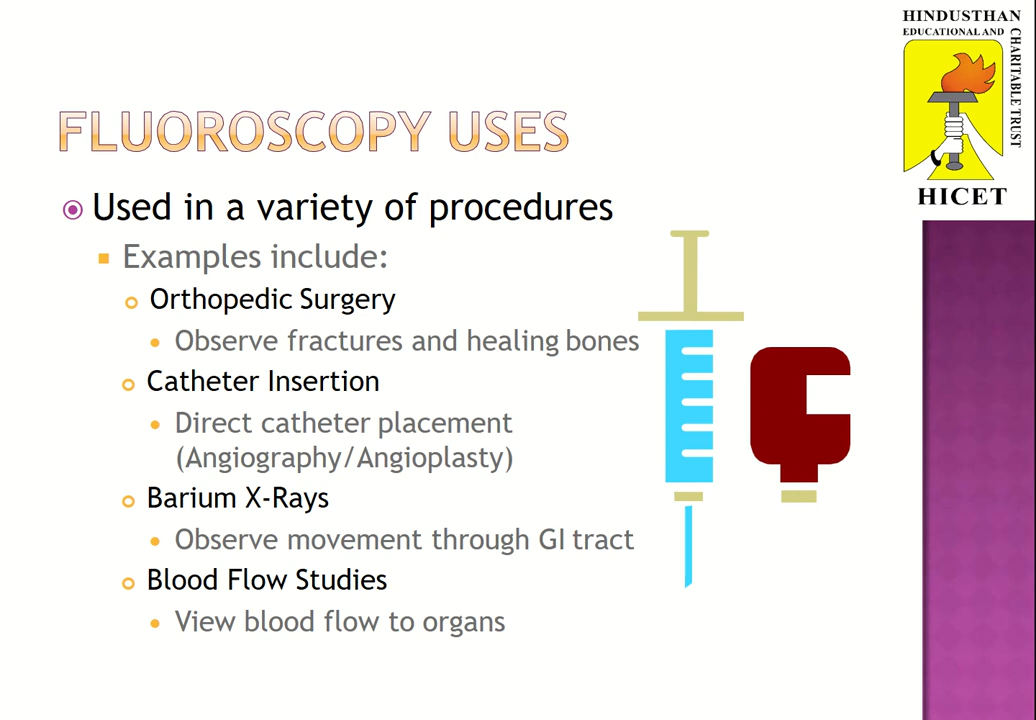 HINDUSTHAN
EDUCATIONAL AND
CHARITABLE TRUST
HICET
FLUOROSCOPY USES
Used in a variety of procedures
Examples include:
Orthopedic Surgery
Observe fractures and healing bones
Catheter Insertion
Direct catheter placement
(Angiography/Angioplasty)
Barium X-Rays
Observe movement through GI tract
Blood Flow Studies
View blood flow to organs